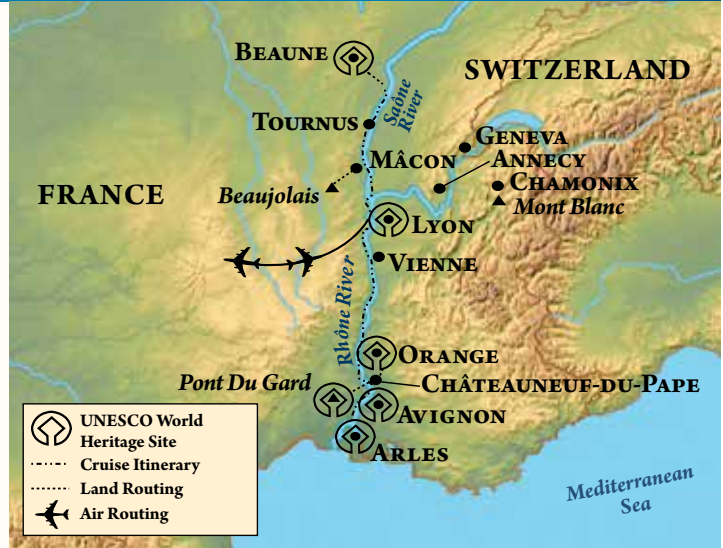 BEAUNE
SWITZERLAND
Saône
River
TOURNUS
GENEVA
ANNECY
MÂCON
CHAMONIX
Beaujolais
Mont Blanc
FRANCE
LYON
VIENNE
Rhône River
ORANGE
Pont Du Gard
CHÂTEAUNEUF-DU-PAPE
AVIGNON
ARLES
UNESCO World
Heritage Site
Cruise Itinerary
Land Routing
Air Routing
Mediterranean
Sea